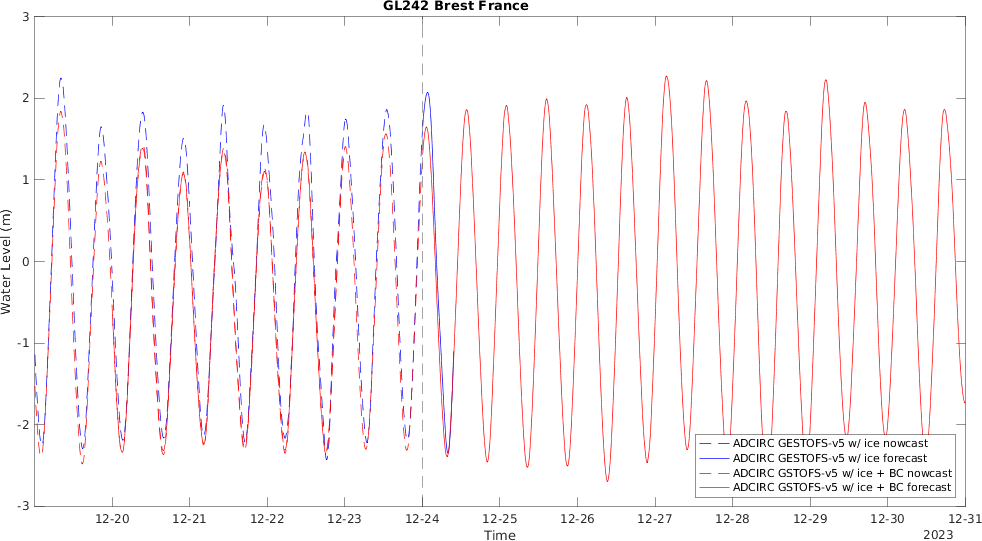 GL242 Brest France
3
2
1
0
-1
-2
-3
Water Level (m)
12-20
12-21
12-22
12-23
12-24
12-25
12-26
12-27
12-28
12-29
12-30
12-31
Time
2023
ADCIRC GESTOFS-v5 w/ ice nowcast
ADCIRC GESTOFS-v5 w/ ice forecast
ADCIRC GSTOFS-v5 w/ ice + BC nowcast
ADCIRC GSTOFS-v5 w/ ice + BC forecast